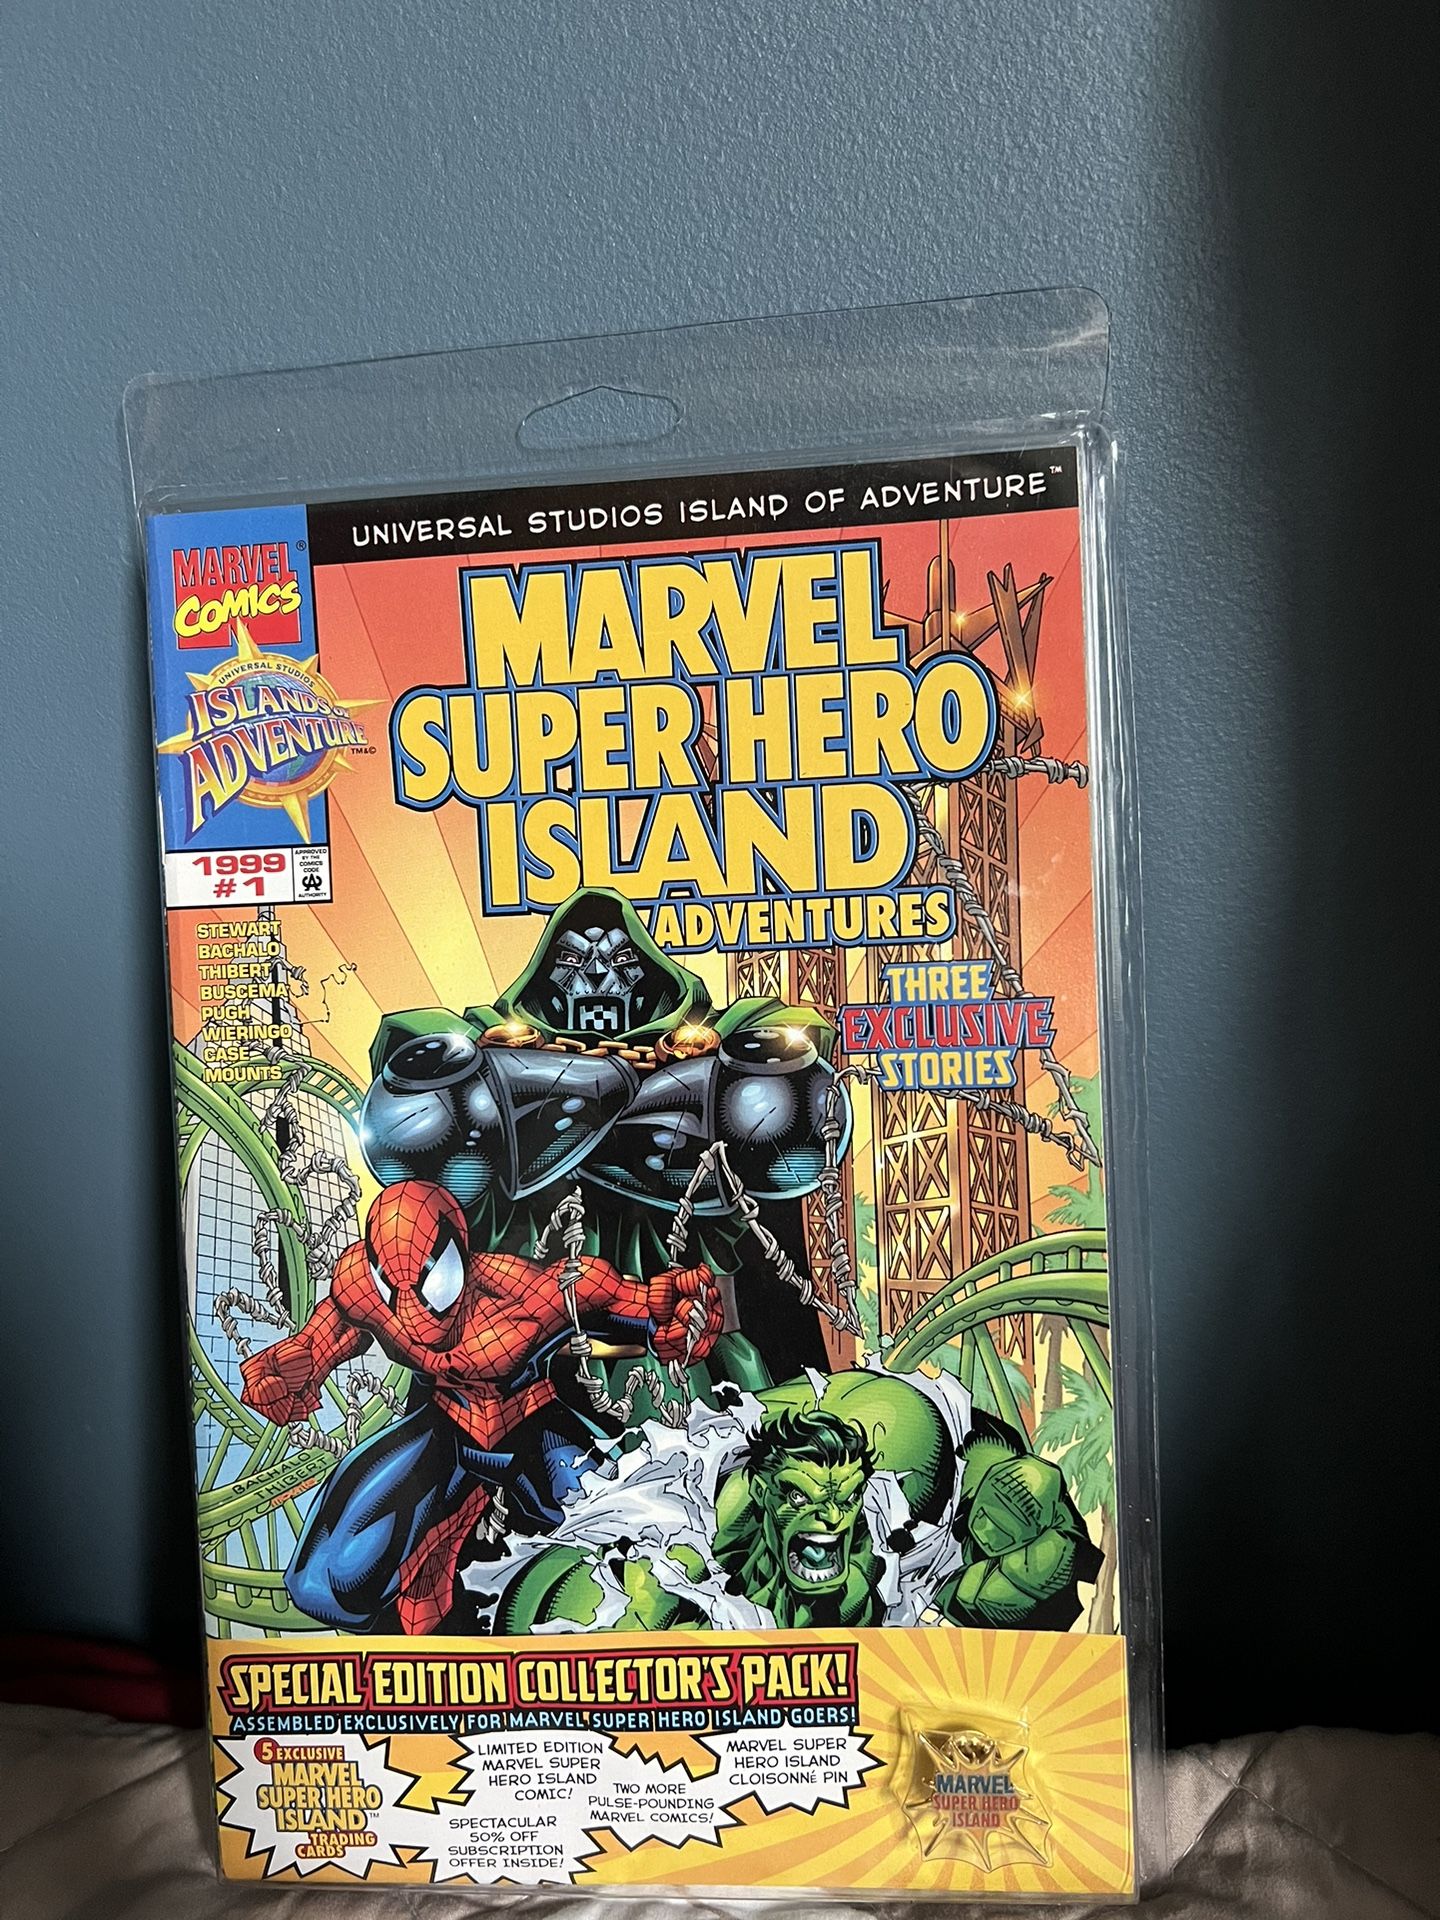 UNIVERSAL STUDIOS ISLAND OF ADVENTURE™
MARVEL®
COMICS
UNIVERSAL STUDIOS
ISLANDS OF
ADVENTURE
TM&©
1999
#1
APPROVED
BY THE
COMICS
CODE
CA
AUTHORITY
MARVEL
SUPER HERO
ISLAND
ADVENTURES
STEWART
BACHALO
THIBERT
BUSCEMA
PUGH
WIERINGO
CASE
MOUNTS
THREE
EXCLUSIVE
STORIES
BACHALO
THIBERT
SPECIAL EDITION COLLECTOR'S PACK!
ASSEMBLED EXCLUSIVELY FOR MARVEL SUPER HERO ISLAND GOERS!
5 EXCLUSIVE
MARVEL
SUPER HERO
ISLAND™
TRADING
CARDS
LIMITED EDITION
MARVEL SUPER
HERO ISLAND
COMIC!
SPECTACULAR
50% OFF
SUBSCRIPTION
OFFER INSIDE!
TWO MORE
PULSE-POUNDING
MARVEL COMICS!
MARVEL SUPER
HERO ISLAND
CLOISONNÉ PIN
MARVEL
SUPER HERO
ISLAND